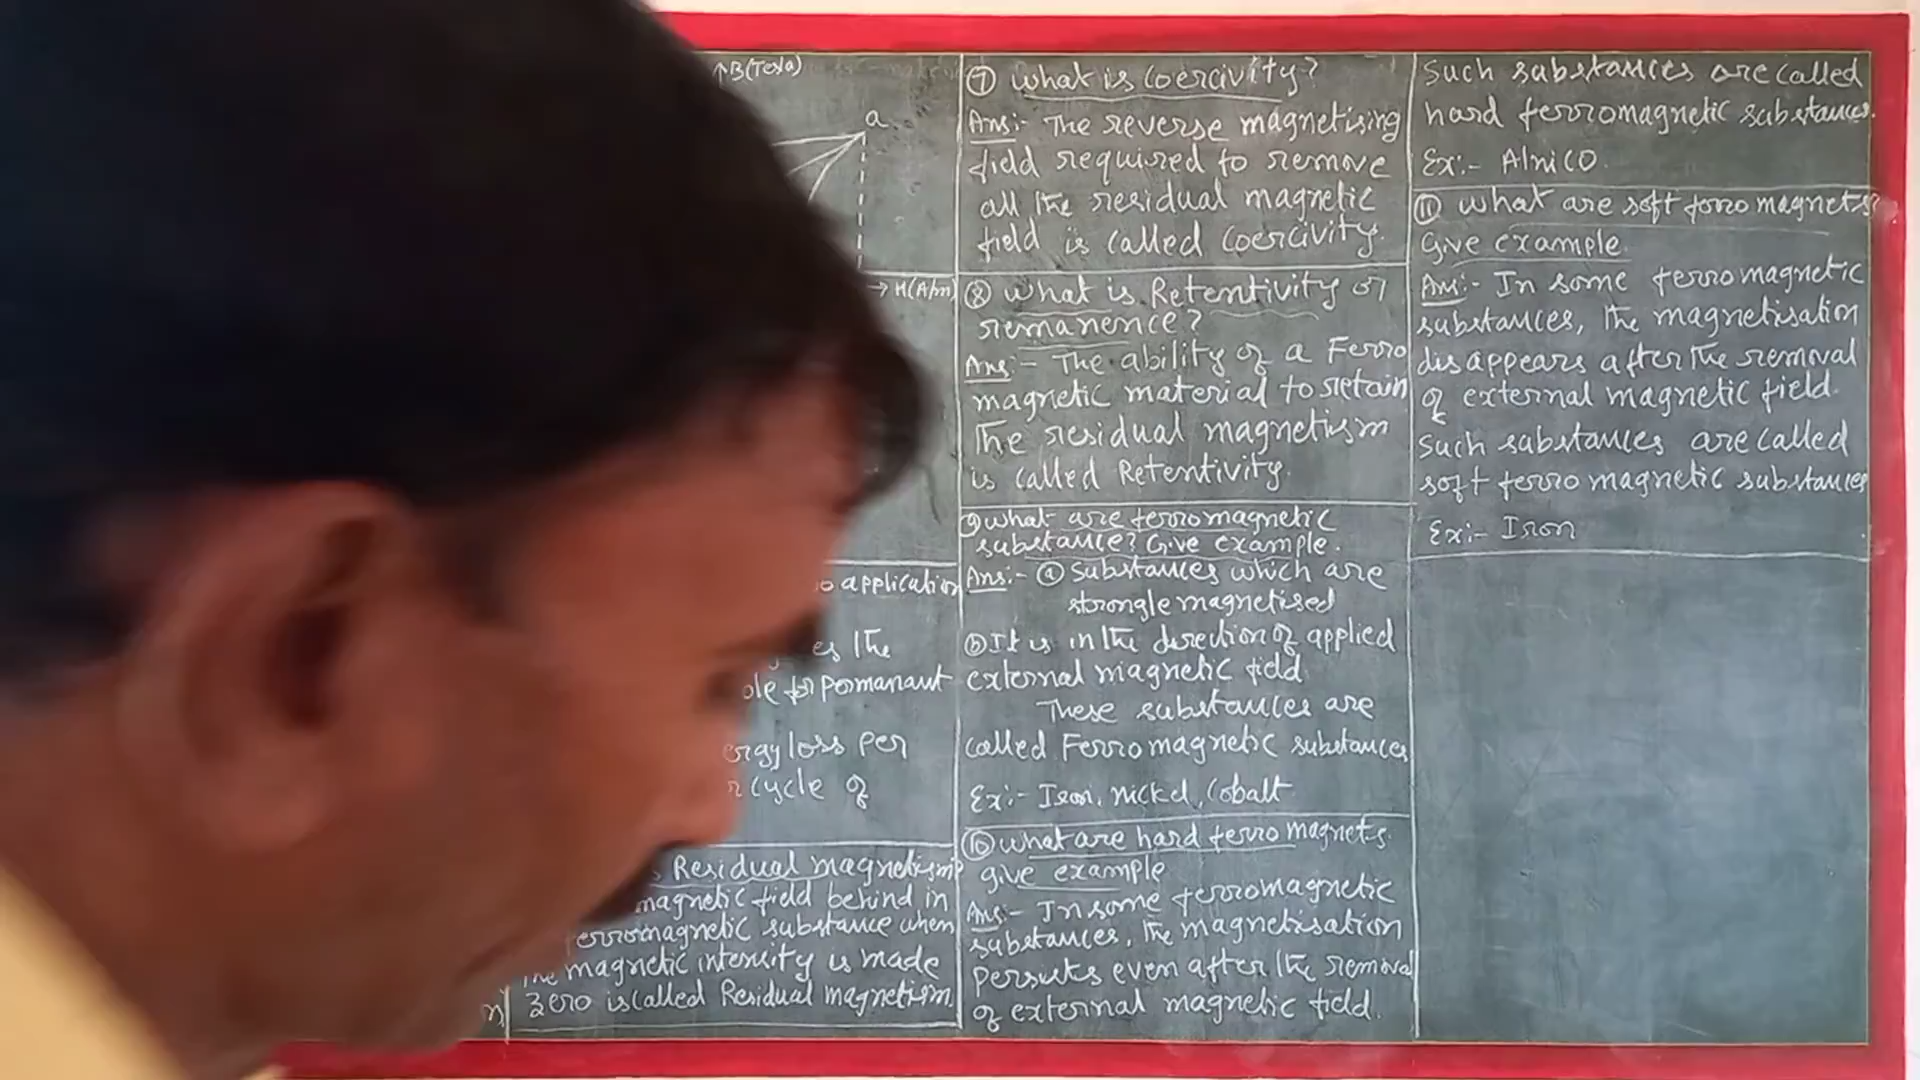 ↑B(Tesla)
a
→ H(A/m)
application
es the
ole for permanant
ergy loss per
cycle of
Residual magnetism?
magnetic field behind in
erromagnetic substance when
The magnetic intensity is made
zero is called Residual magnetism.
⑦ What is Coercivity?
Ans:- The reverse magnetising
field required to remove
all the residual magnetic
field is called Coercivity.
⑧ What is Retentivity or
remanence?
Ans:- The ability of a Ferro
magnetic material to retain
the residual magnetism
is called Retentivity.
⑨ what are ferromagnetic
substance? Give example.
Ans:- ⓐ Substances which are
strongle magnetised
ⓑ It is in the direction of applied
external magnetic field
These substances are
called Ferromagnetic substances
Ex:- Iron, Nickel, Cobalt
⑩ what are hard ferro magnets.
give example
Ans:- In some ferromagnetic
substances, the magnetisation
persists even after the removal
of external magnetic field.
Such substances are called
hard ferromagnetic substances.
Ex:- Alnico.
⑪ What are soft ferro magnets?
Give example.
Ans:- In some ferro magnetic
substances, the magnetisation
disappears after the removal
of external magnetic field.
Such substances are called
soft ferro magnetic substances
Ex:- Iron